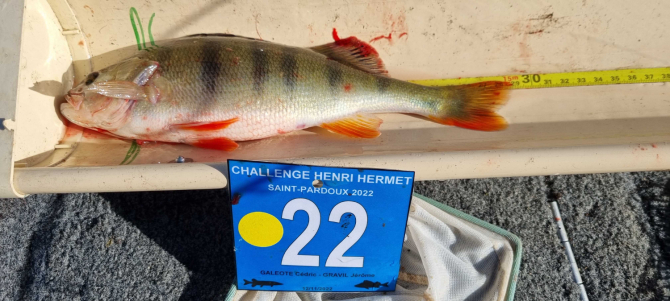 30 31 32 33 34 35 36 37 38
CHALLENGE HENRI HERMET
SAINT-PARDOUX 2022
22
GALEOTE Cédric - GRAVIL Jérôme